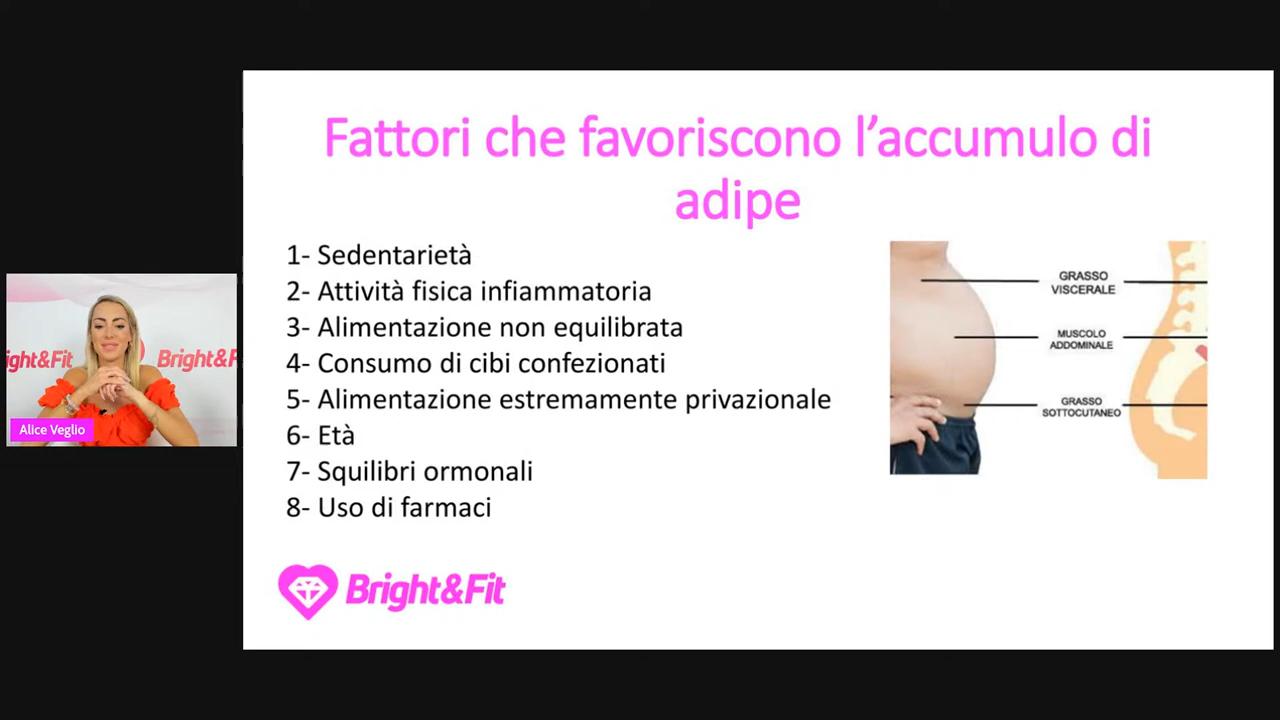 Fattori che favoriscono l’accumulo di
adipe
1- Sedentarietà
2- Attività fisica infiammatoria
3- Alimentazione non equilibrata
4- Consumo di cibi confezionati
5- Alimentazione estremamente privazionale
6- Età
7- Squilibri ormonali
8- Uso di farmaci
GRASSO
VISCERALE
MUSCOLO
ADDOMINALE
GRASSO
SOTTOCUTANEO
ight&Fit
Bright&F
Alice Veglio
Bright&Fit